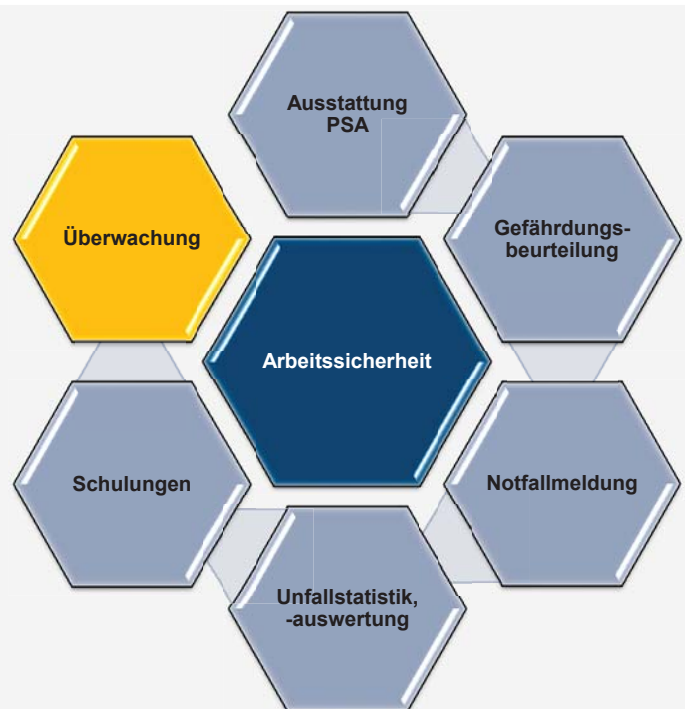 Ausstattung
PSA
Überwachung
Gefährdungs-
beurteilung
Arbeitssicherheit
Schulungen
Notfallmeldung
Unfallstatistik,
-auswertung